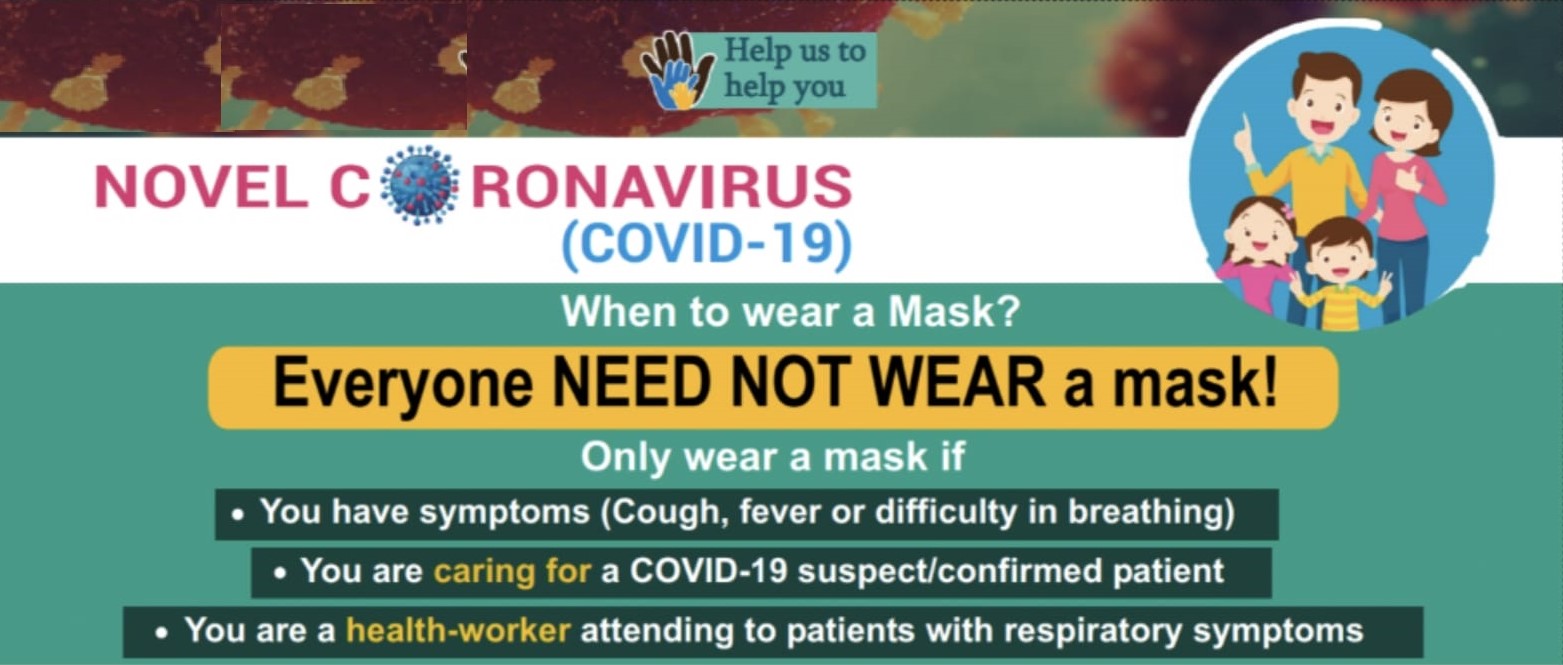 Help us to
help you
NOVEL CORONAVIRUS
(COVID-19)
When to wear a Mask?
Everyone NEED NOT WEAR a mask!
Only wear a mask if
• You have symptoms (Cough, fever or difficulty in breathing)
• You are caring for a COVID-19 suspect/confirmed patient
• You are a health-worker attending to patients with respiratory symptoms